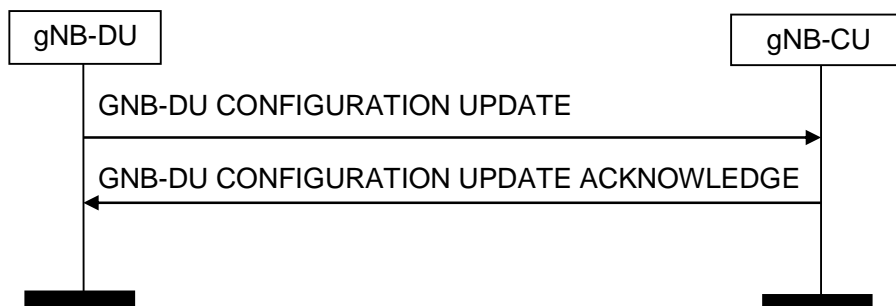 gNB-DU
gNB-CU
GNB-DU CONFIGURATION UPDATE
GNB-DU CONFIGURATION UPDATE ACKNOWLEDGE